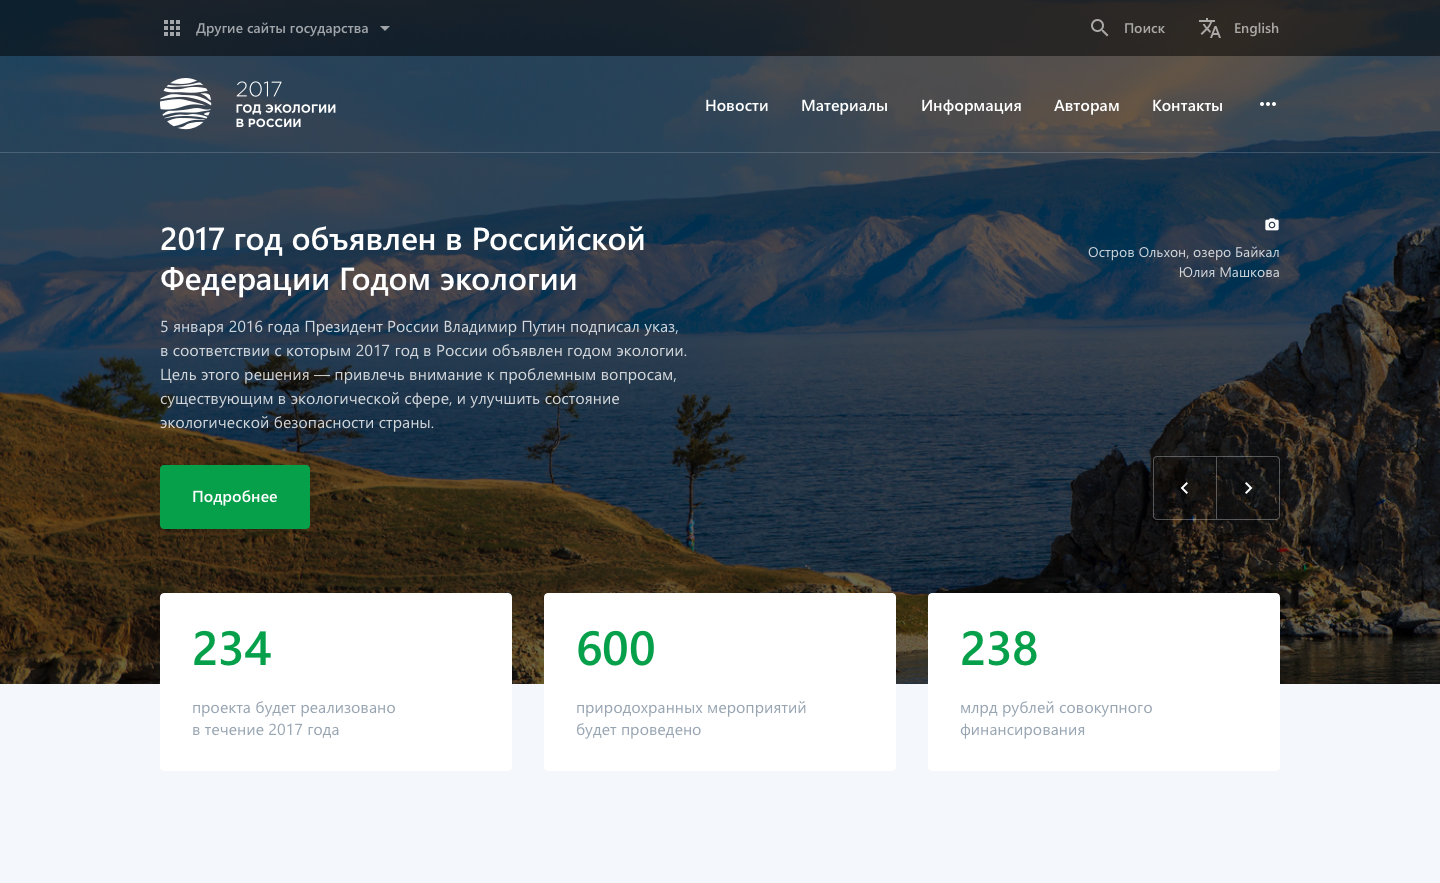 Другие сайты государства
Поиск
English
2017
ГОД ЭКОЛОГИИ
В РОССИИ
Новости
Материалы
Информация
Авторам
Контакты
2017 год объявлен в Российской
Федерации Годом экологии
Остров Ольхон, озеро Байкал
Юлия Машкова
5 января 2016 года Президент России Владимир Путин подписал указ,
в соответствии с которым 2017 год в России объявлен годом экологии.
Цель этого решения — привлечь внимание к проблемным вопросам,
существующим в экологической сфере, и улучшить состояние
экологической безопасности страны.
Подробнее
234
проекта будет реализовано
в течение 2017 года
600
природохранных мероприятий
будет проведено
238
млрд рублей совокупного
финансирования